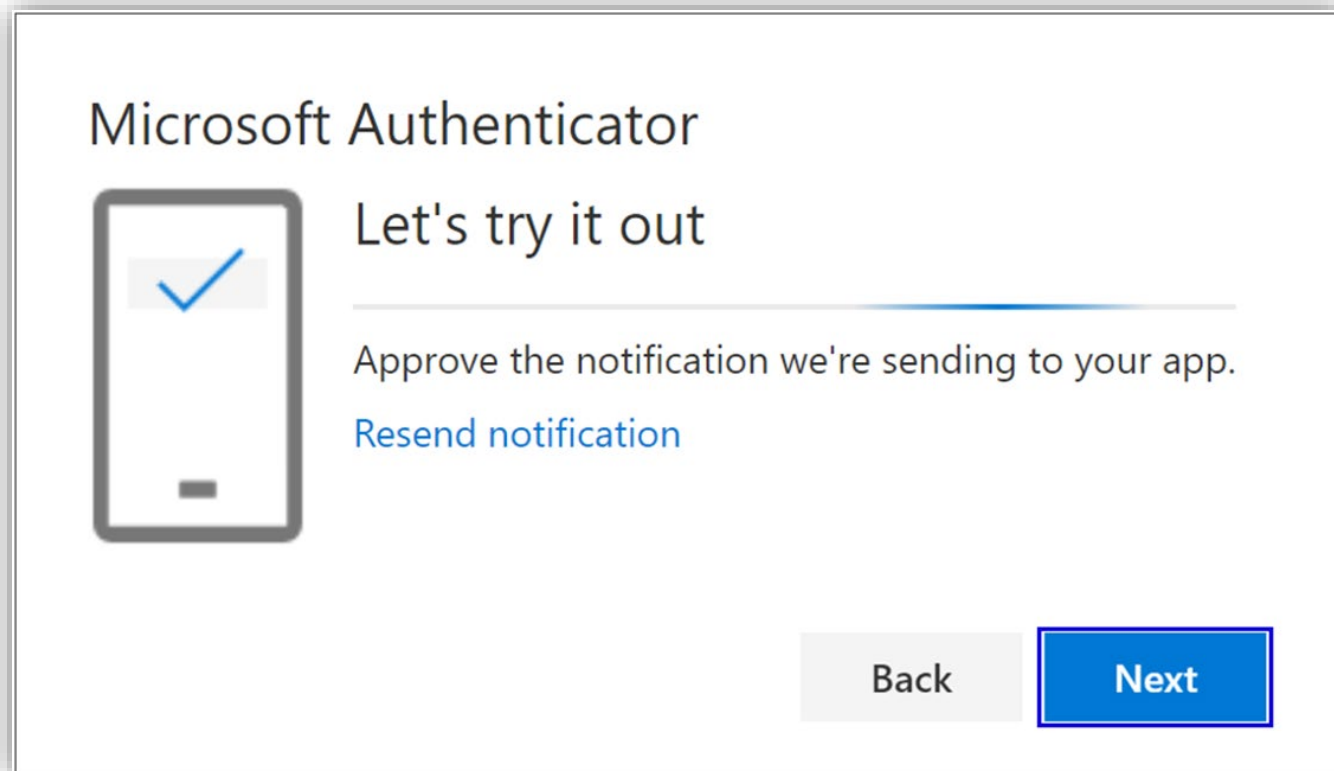 Microsoft Authenticator
Let's try it out
Approve the notification we're sending to your app.
Resend notification
Back
Next